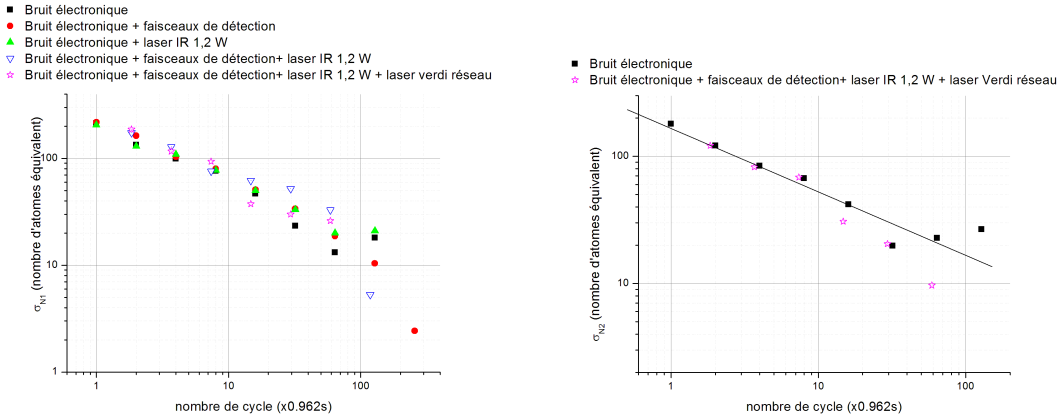 Bruit électronique
Bruit électronique + faisceaux de détection
Bruit électronique + laser IR 1,2 W
Bruit électronique + faisceaux de détection+ laser IR 1,2 W
Bruit électronique + faisceaux de détection+ laser IR 1,2 W + laser verdi réseau
σN1 (nombre d'atomes équivalent)
100
10
1
1
10
100
nombre de cycle (x0.962s)
Bruit électronique
Bruit électronique + faisceaux de détection+ laser IR 1,2 W + laser Verdi réseau
σN2 (nombre d'atomes équivalent)
100
10
1
10
100
nombre de cycle (x0.962s)